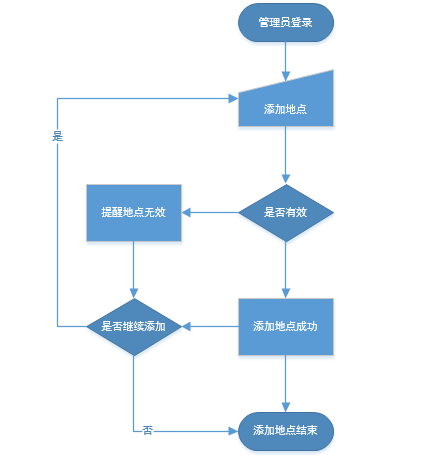 管理员登录
添加地点
是
提醒地点无效
是否有效
是否继续添加
添加地点成功
否
添加地点结束